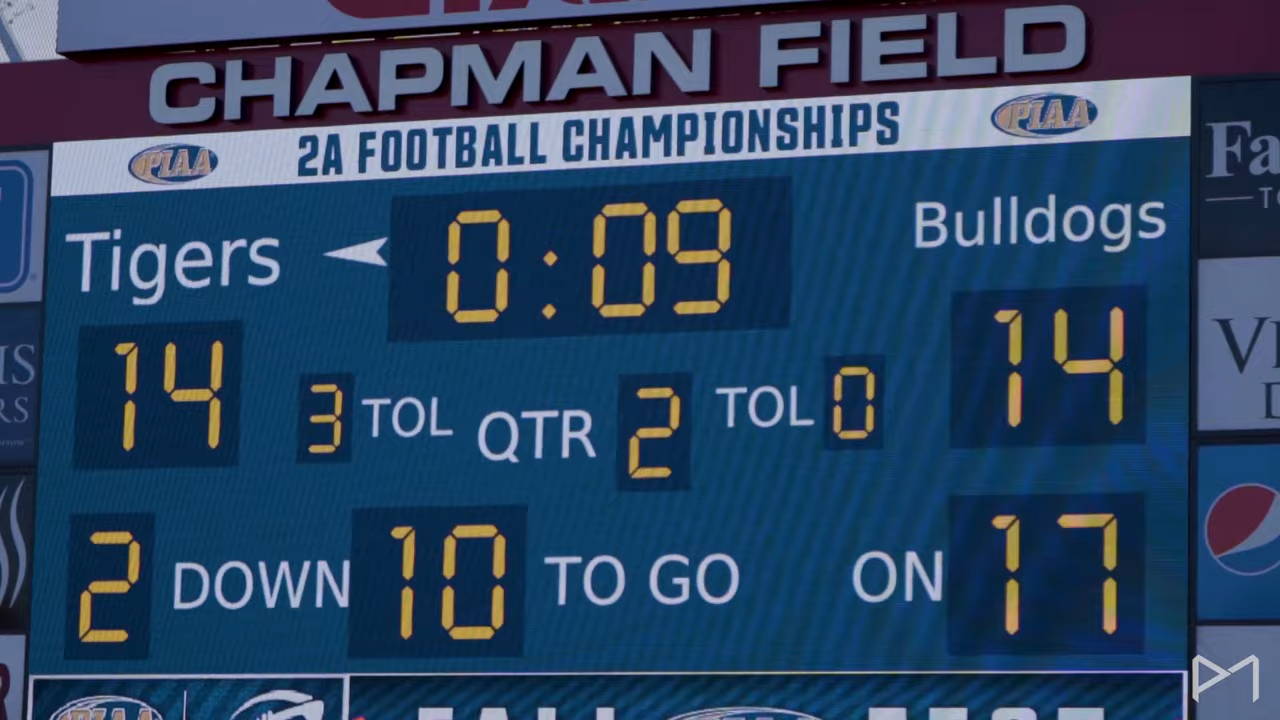 CHAPMAN FIELD
PIAA 2A FOOTBALL CHAMPIONSHIPS PIAA
Tigers 0:09 Bulldogs
14 3 TOL QTR 2 TOL 0 14
2 DOWN 10 TO GO ON 17
PIAA